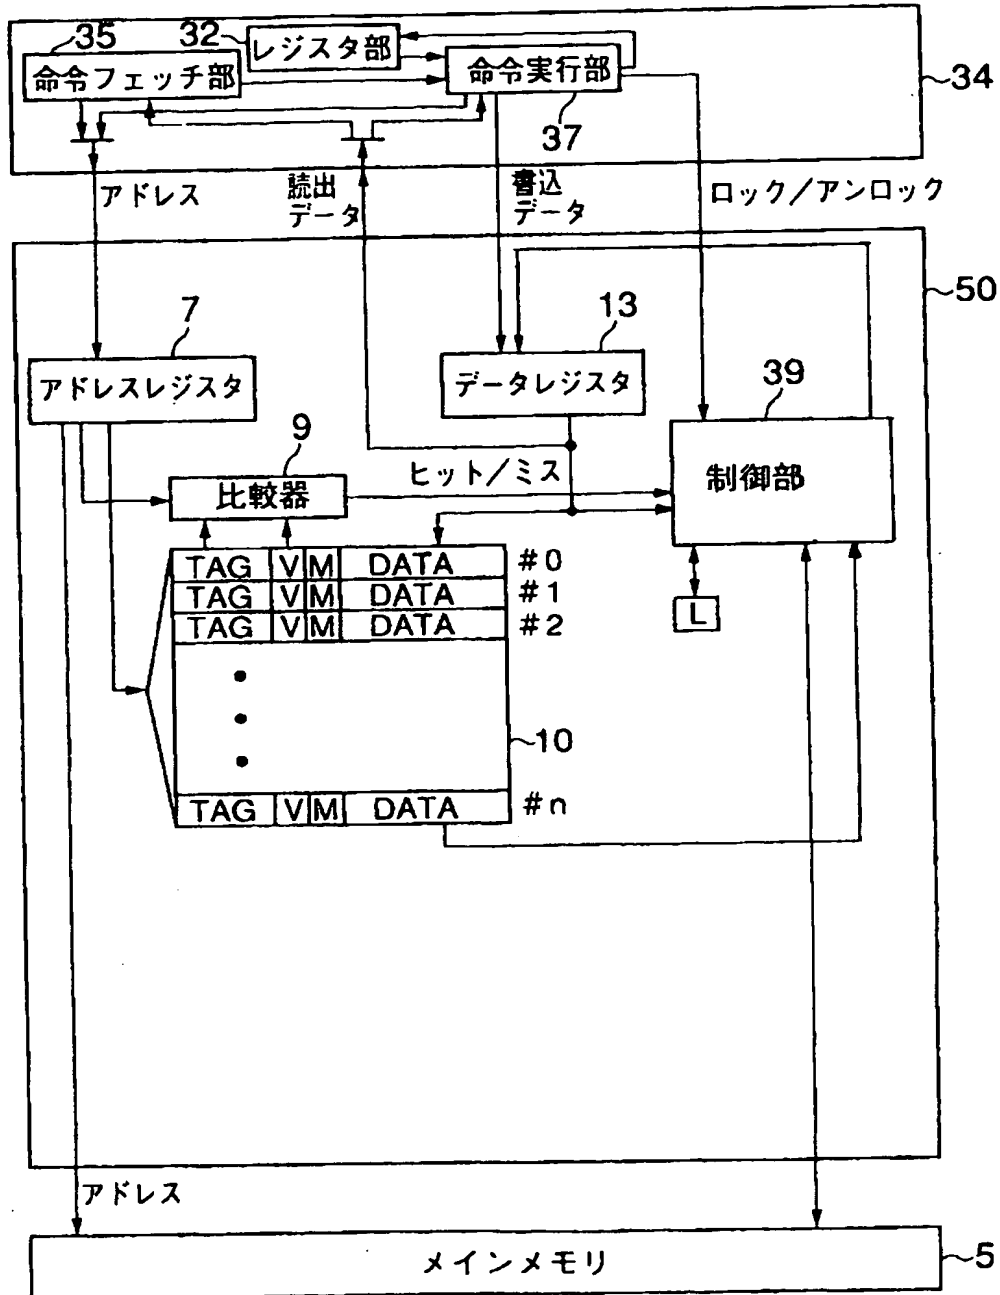 35
32
レジスタ部
命令フェッチ部
命令実行部
34
37
アドレス
読出
データ
書込
データ
ロック/アンロック
50
7
13
アドレスレジスタ
データレジスタ
39
9
ヒット/ミス
比較器
制御部
TAG V M DATA #0
TAG V M DATA #1
TAG V M DATA #2
L
10
TAG V M DATA #n
アドレス
メインメモリ
5